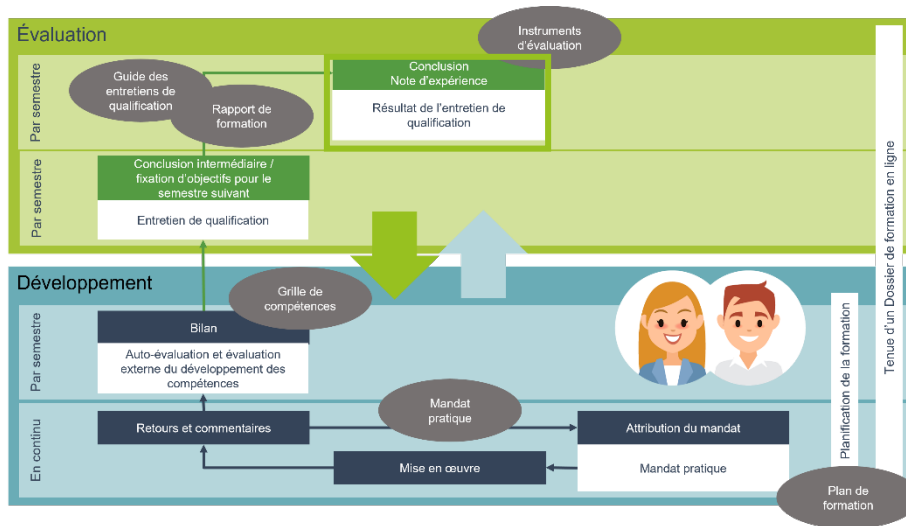 Évaluation
Instruments
d'évaluation
Par semestre
Guide des
entretiens de
qualification
Rapport de
formation
Conclusion
Note d'expérience
Résultat de l'entretien de
qualification
Par semestre
Conclusion intermédiaire /
fixation d'objectifs pour le
semestre suivant
Entretien de qualification
Développement
Grille de
compétences
Par semestre
Bilan
Auto-évaluation et évaluation
externe du développement des
compétences
En continu
Retours et commentaires
Mandat
pratique
Attribution du mandat
Mandat pratique
Mise en œuvre
Planification de la formation
Tenue d'un Dossier de formation en ligne
Plan de
formation